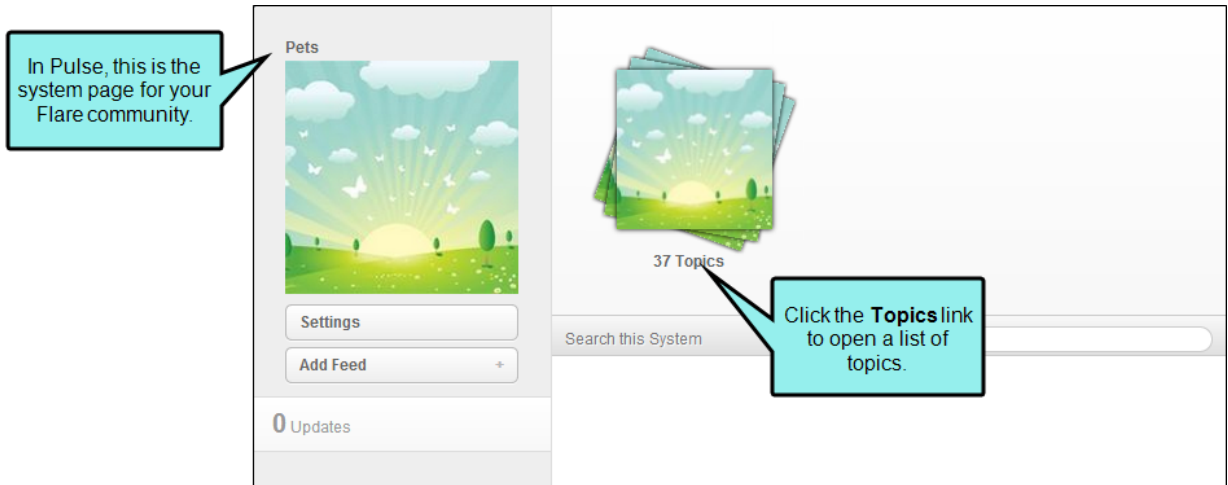 Pets
In Pulse, this is the
system page for your
Flare community.
37 Topics
Settings
Add Feed +
0 Updates
Click the Topics link
to open a list of
topics.
Search this System